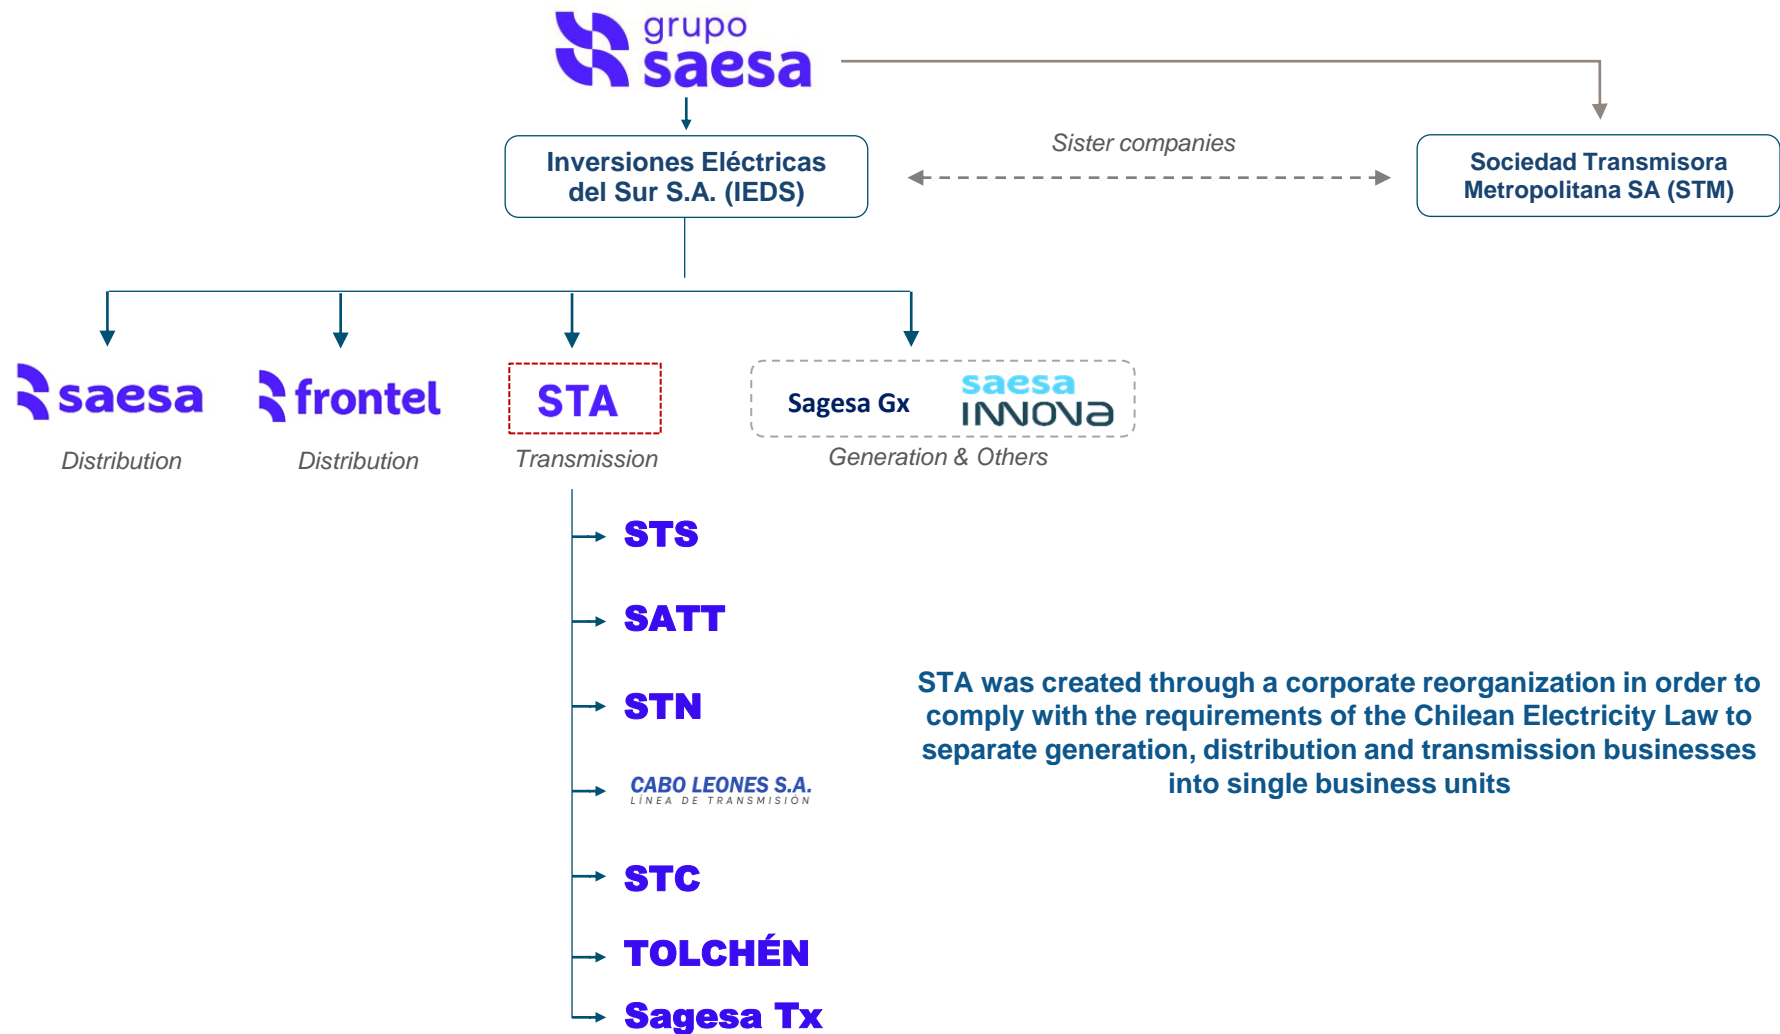 grupo
saesa
Inversiones Eléctricas
del Sur S.A. (IEDS)
Sister companies
Sociedad Transmisora
Metropolitana SA (STM)
saesa
Distribution
frontel
Distribution
STA
Transmission
Sagesa Gx
saesa
INNOVA
Generation & Others
STS
SATT
STN
CABO LEONES S.A.
LÍNEA DE TRANSMISIÓN
STC
TOLCHÉN
Sagesa Tx
STA was created through a corporate reorganization in order to
comply with the requirements of the Chilean Electricity Law to
separate generation, distribution and transmission businesses
into single business units